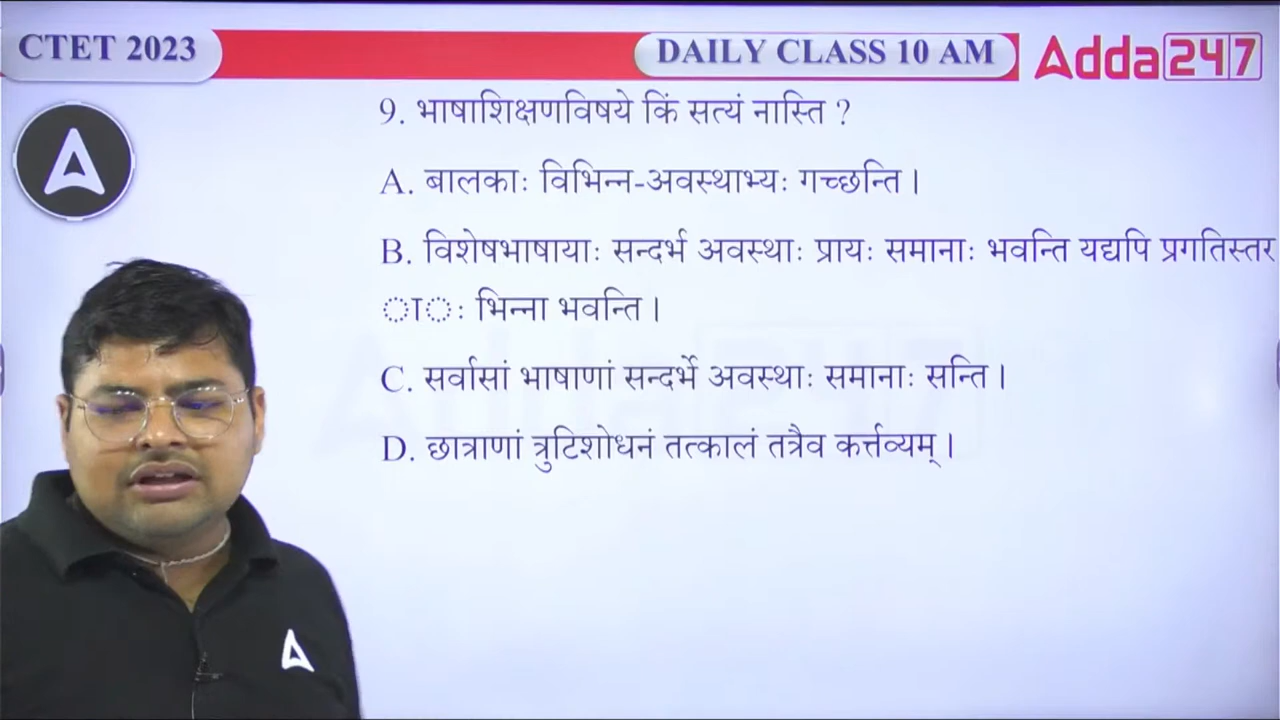 CTET 2023
DAILY CLASS 10 AM
Adda247
9. भाषाशिक्षणविषये किं सत्यं नास्ति ?
A. बालकाः विभिन्न-अवस्थाभ्यः गच्छन्ति।
B. विशेषभाषायाः सन्दर्भ अवस्थाः प्रायः समानाः भवन्ति यद्यपि प्रगतिस्तर
ाः भिन्ना भवन्ति।
C. सर्वासां भाषाणां सन्दर्भे अवस्थाः समानाः सन्ति।
D. छात्राणां त्रुटिशोधनं तत्कालं तत्रैव कर्त्तव्यम्।